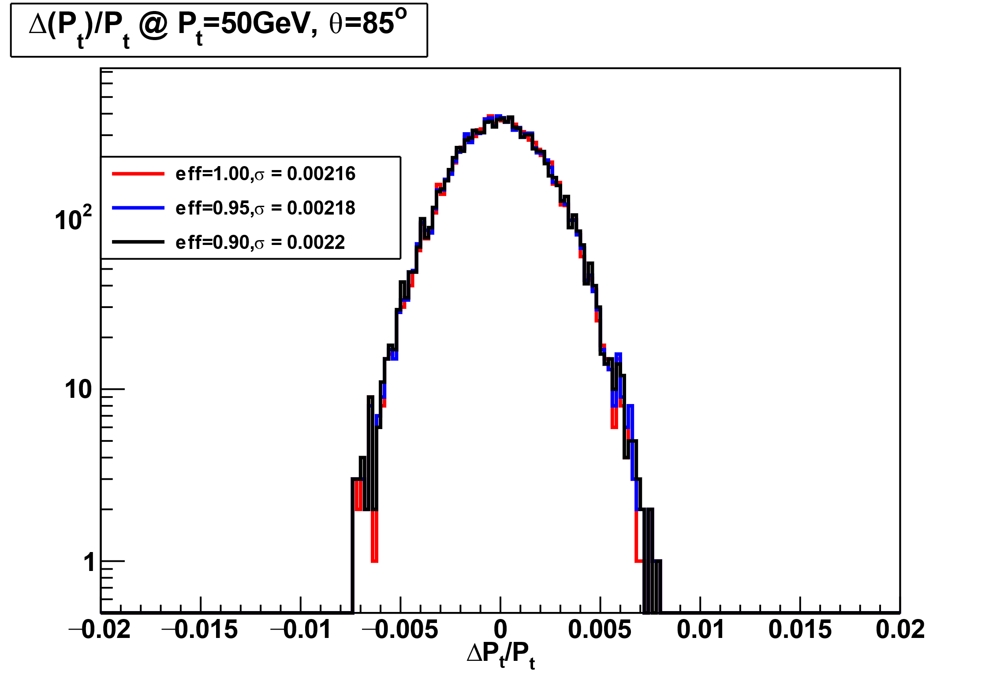 Δ(Pₜ)/Pₜ @ Pₜ=50GeV, θ=85°
eff=1.00,σ = 0.00216
eff=0.95,σ = 0.00218
eff=0.90,σ = 0.0022
10²
10
1
−0.02 −0.015 −0.01 −0.005 0 0.005 0.01 0.015 0.02
ΔPₜ/Pₜ